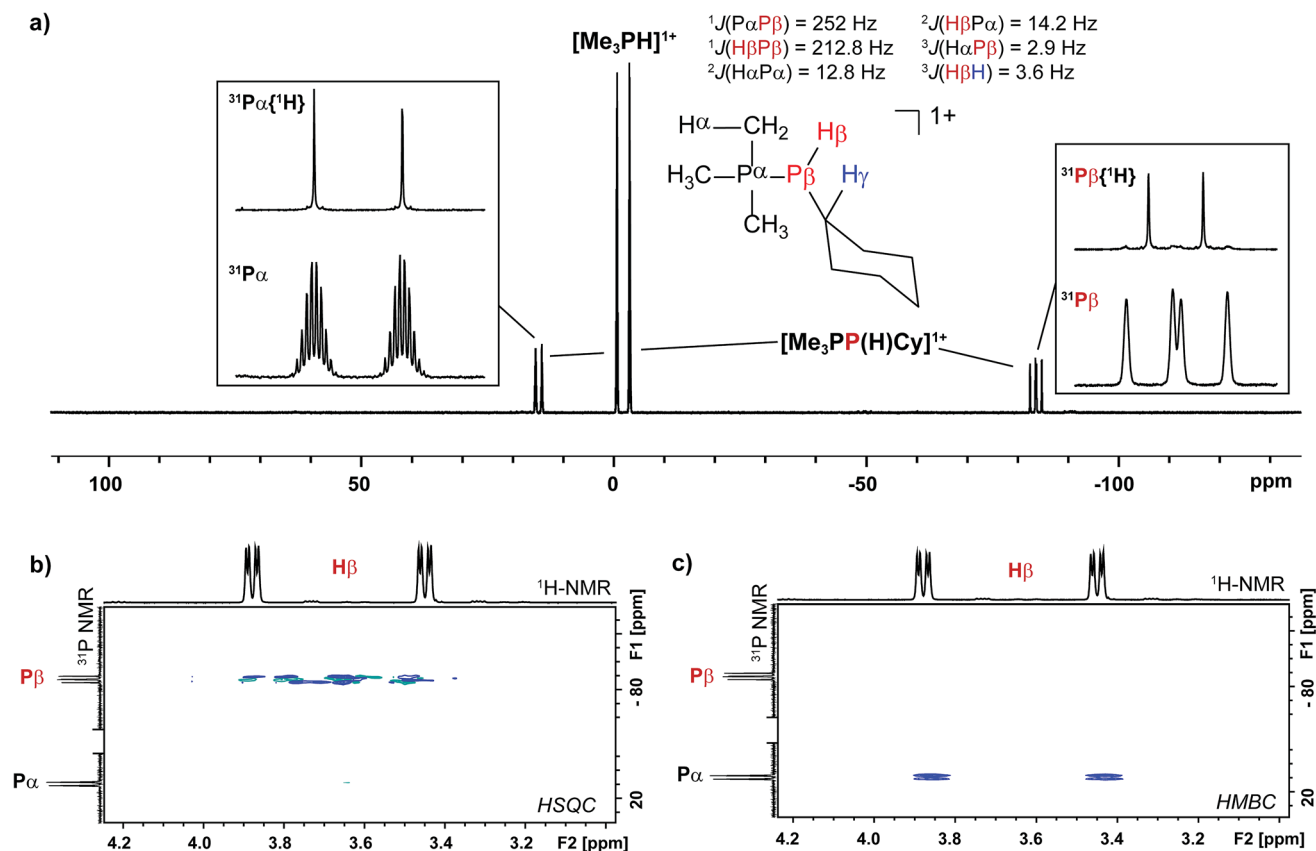 a)
[Me₃PH]¹⁺
¹J(PαPβ) = 252 Hz
²J(HβPα) = 14.2 Hz
¹J(HβPβ) = 212.8 Hz
³J(HαPβ) = 2.9 Hz
²J(HαPα) = 12.8 Hz
³J(HβH) = 3.6 Hz
³¹Pα{¹H}
³¹Pα
Hα
CH₂
Hβ
1+
H₃C
Pα
Pβ
Hγ
CH₃
³¹Pβ{¹H}
³¹Pβ
[Me₃PP(H)Cy]¹⁺
100
50
0
-50
-100
ppm
b)
Hβ
¹H-NMR
³¹P NMR
F1 [ppm]
Pβ
- 80
Pα
20
HSQC
4.2
4.0
3.8
3.6
3.4
3.2
F2 [ppm]
c)
Hβ
¹H-NMR
³¹P NMR
F1 [ppm]
Pβ
- 80
Pα
20
HMBC
4.2
4.0
3.8
3.6
3.4
3.2
F2 [ppm]